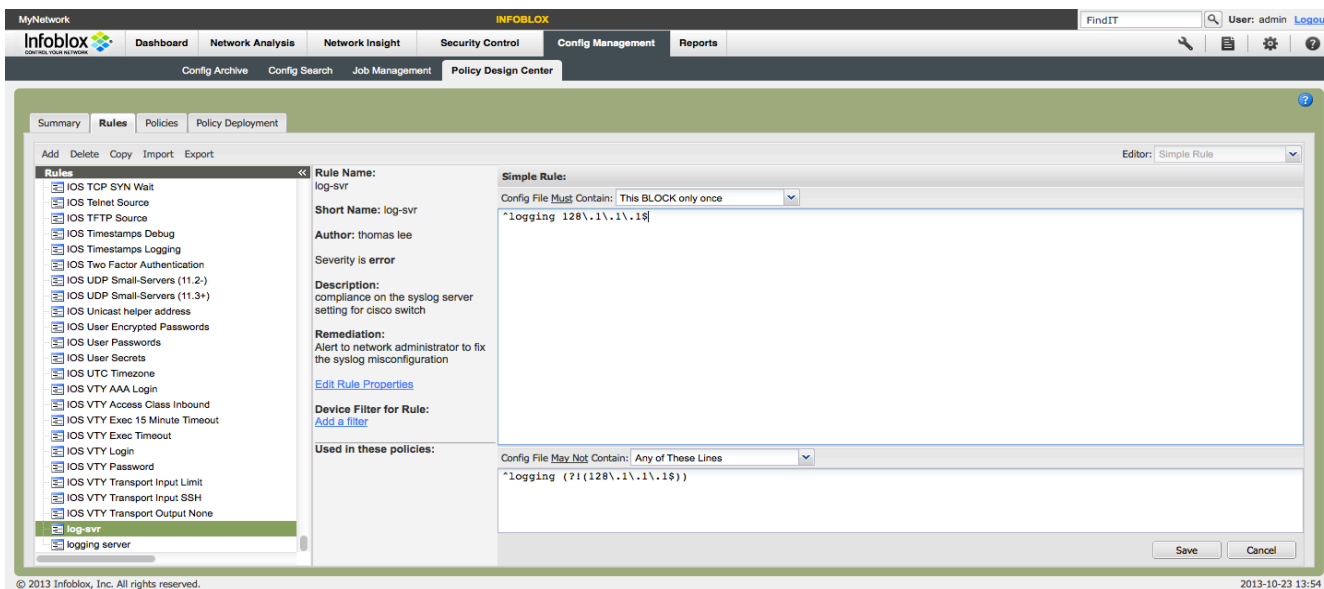 MyNetwork INFOBLOX FindIT User: admin Logou
Infoblox Dashboard Network Analysis Network Insight Security Control Config Management Reports
CONTROL YOUR NETWORK
Config Archive Config Search Job Management Policy Design Center
Summary Rules Policies Policy Deployment
Add Delete Copy Import Export Editor: Simple Rule
Rules
IOS TCP SYN Wait
IOS Telnet Source
IOS TFTP Source
IOS Timestamps Debug
IOS Timestamps Logging
IOS Two Factor Authentication
IOS UDP Small-Servers (11.2-)
IOS UDP Small-Servers (11.3+)
IOS Unicast helper address
IOS User Encrypted Passwords
IOS User Passwords
IOS User Secrets
IOS UTC Timezone
IOS VTY AAA Login
IOS VTY Access Class Inbound
IOS VTY Exec 15 Minute Timeout
IOS VTY Exec Timeout
IOS VTY Login
IOS VTY Password
IOS VTY Transport Input Limit
IOS VTY Transport Input SSH
IOS VTY Transport Output None
log-svr
logging server
Rule Name:
log-svr
Short Name: log-svr
Author: thomas lee
Severity is error
Description:
compliance on the syslog server
setting for cisco switch
Remediation:
Alert to network administrator to fix
the syslog misconfiguration
Edit Rule Properties
Device Filter for Rule:
Add a filter
Used in these policies:
Simple Rule:
Config File Must Contain: This BLOCK only once
^logging 128\.1\.1\.1$
Config File May Not Contain: Any of These Lines
^logging (?!(128\.1\.1\.1$))
Save Cancel
© 2013 Infoblox, Inc. All rights reserved. 2013-10-23 13:54